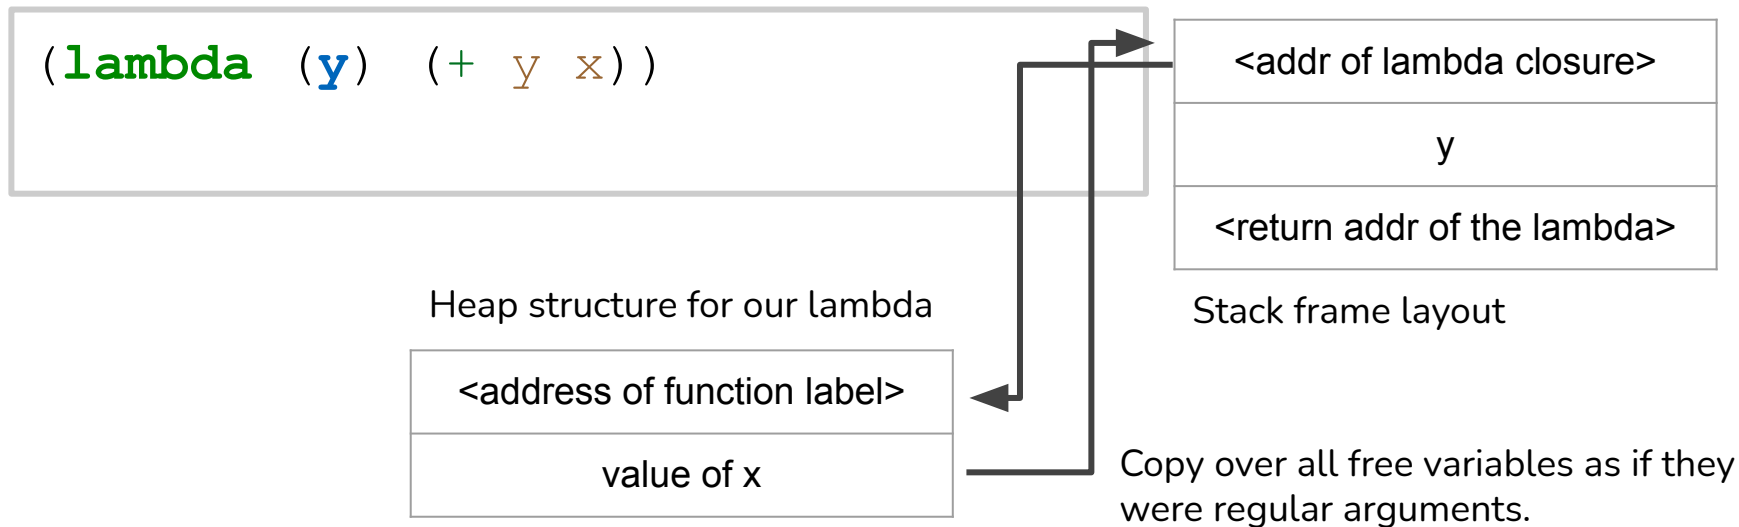 (lambda (y) (+ y x))
<addr of lambda closure>
y
<return addr of the lambda>
Heap structure for our lambda
Stack frame layout
<address of function label>
value of x
Copy over all free variables as if they
were regular arguments.